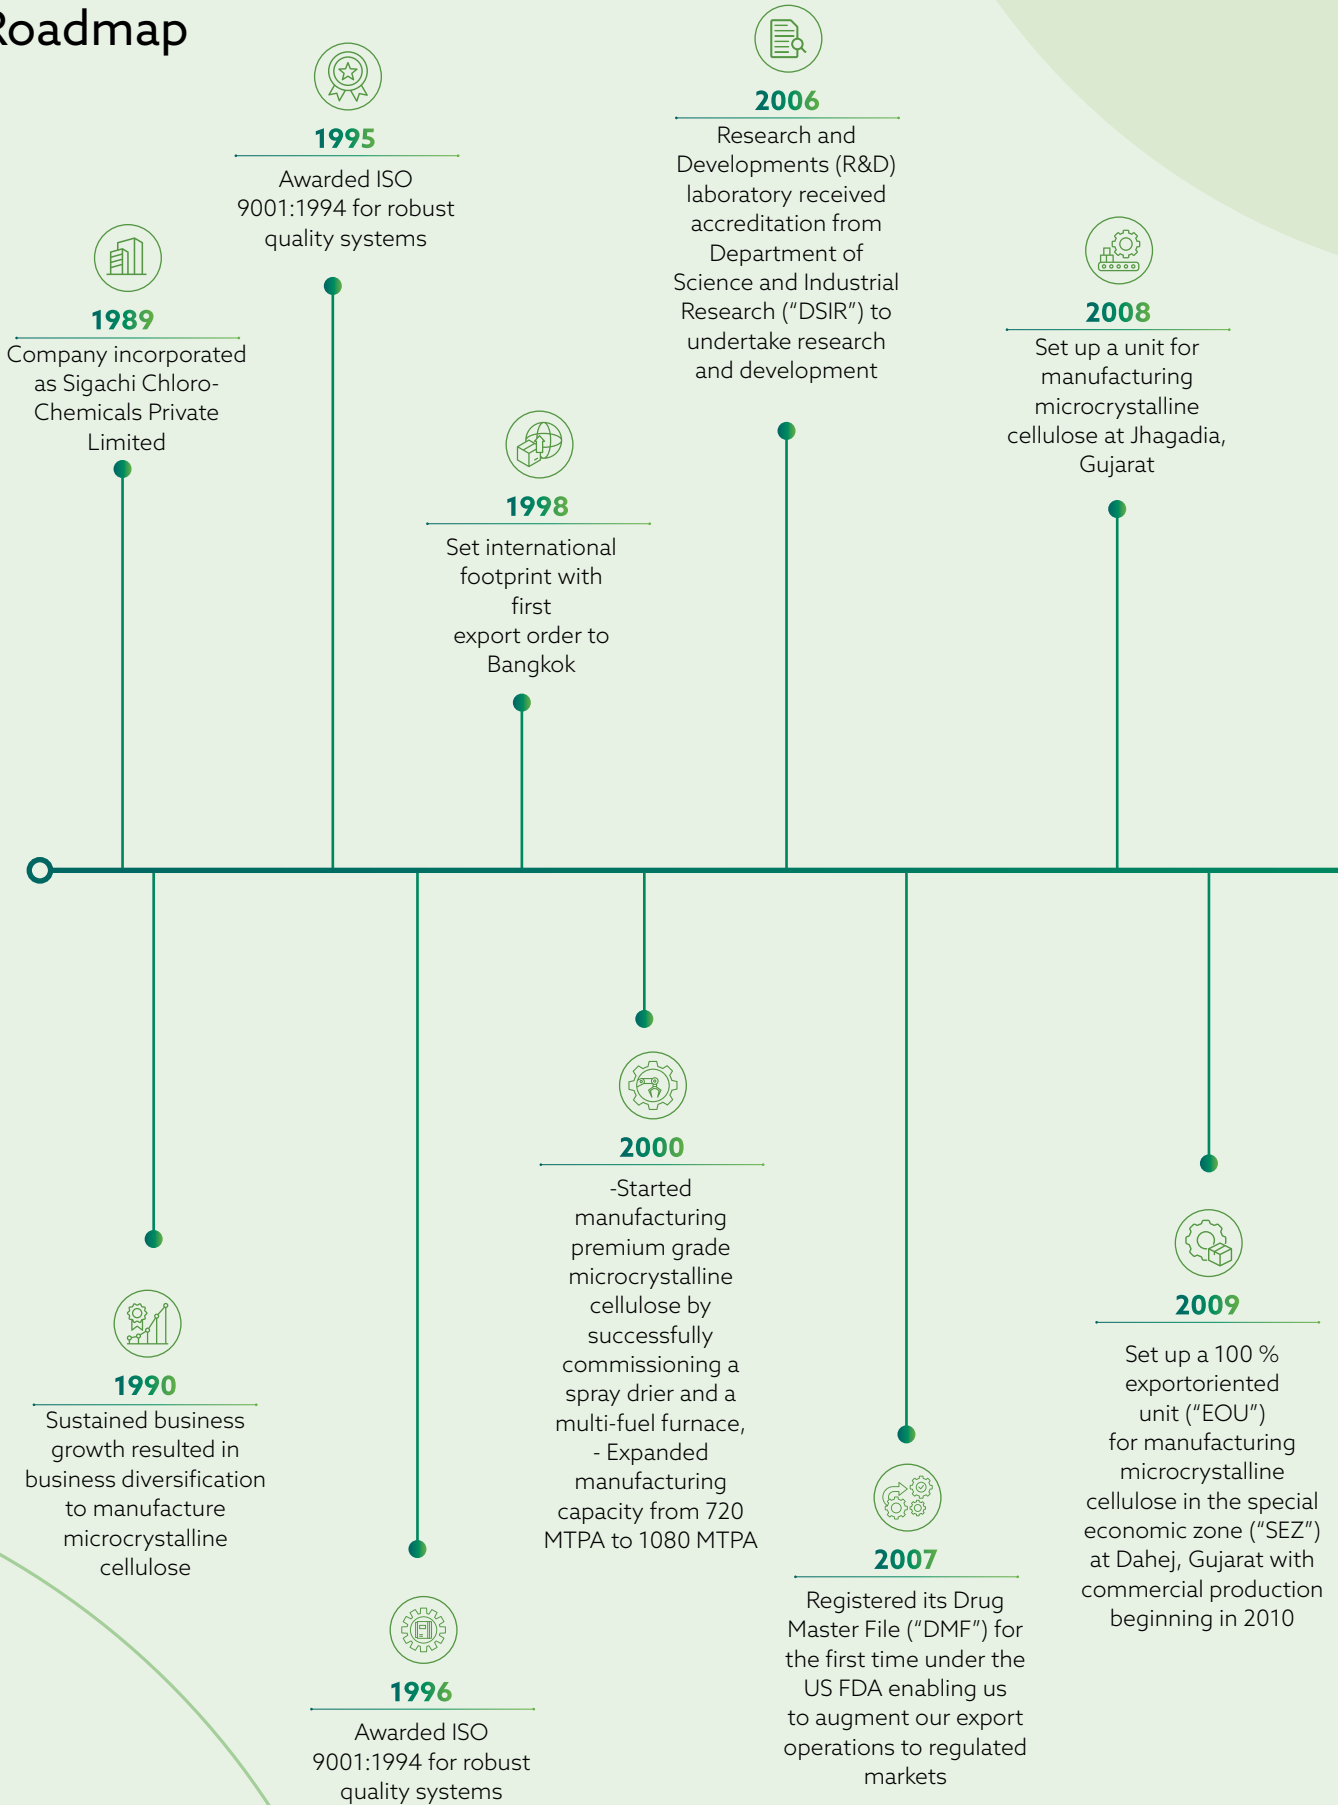 Roadmap
1989
Company incorporated
as Sigachi Chloro-
Chemicals Private
Limited
1995
Awarded ISO
9001:1994 for robust
quality systems
1998
Set international
footprint with
first
export order to
Bangkok
2006
Research and
Developments (R&D)
laboratory received
accreditation from
Department of
Science and Industrial
Research (“DSIR”) to
undertake research
and development
2008
Set up a unit for
manufacturing
microcrystalline
cellulose at Jhagadia,
Gujarat
1990
Sustained business
growth resulted in
business diversification
to manufacture
microcrystalline
cellulose
1996
Awarded ISO
9001:1994 for robust
quality systems
2000
-Started
manufacturing
premium grade
microcrystalline
cellulose by
successfully
commissioning a
spray drier and a
multi-fuel furnace,
- Expanded
manufacturing
capacity from 720
MTPA to 1080 MTPA
2007
Registered its Drug
Master File (“DMF”) for
the first time under the
US FDA enabling us
to augment our export
operations to regulated
markets
2009
Set up a 100 %
exportoriented
unit (“EOU”)
for manufacturing
microcrystalline
cellulose in the special
economic zone (“SEZ”)
at Dahej, Gujarat with
commercial production
beginning in 2010